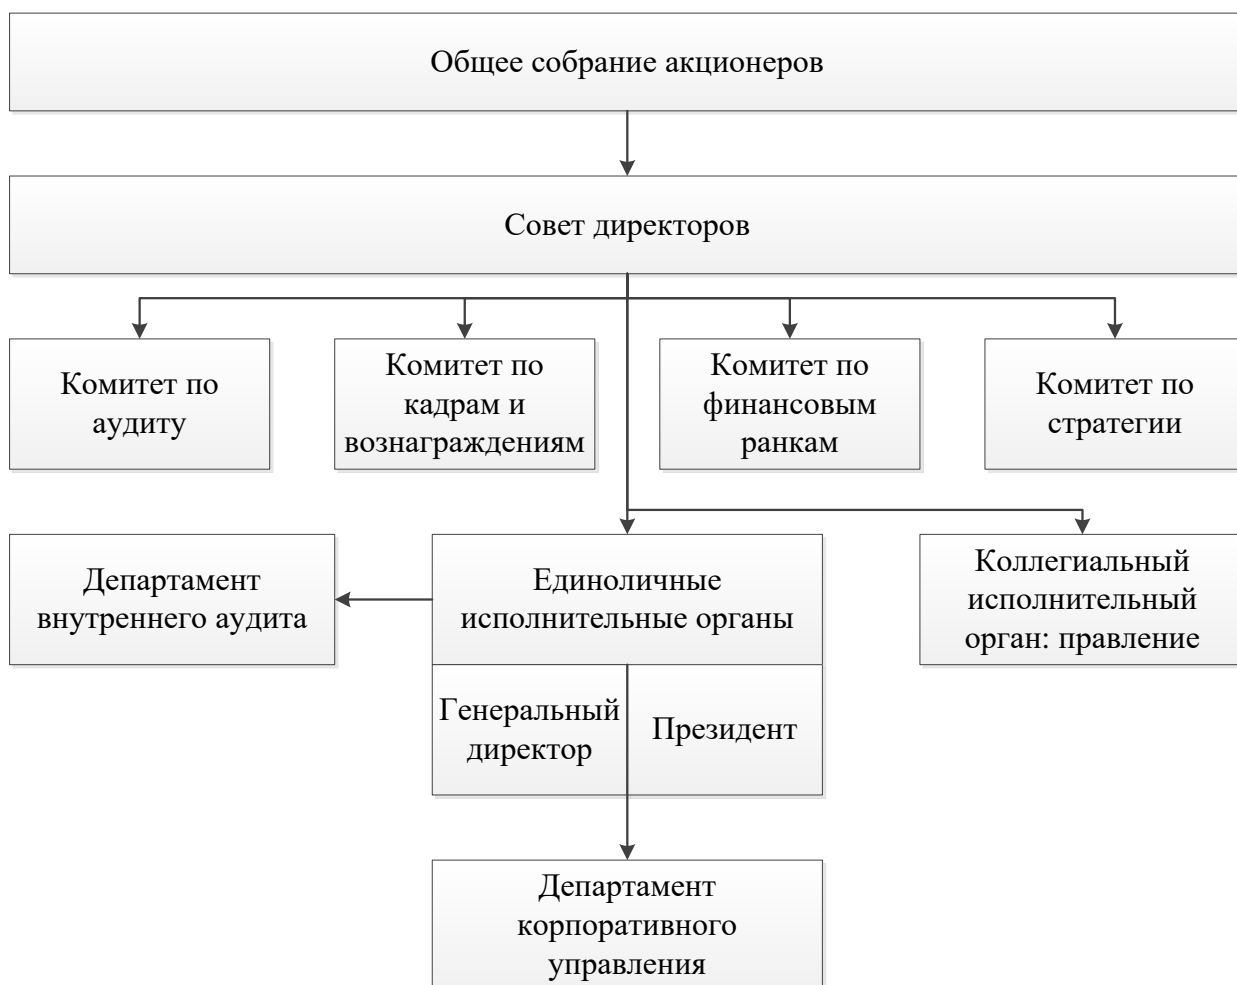 Общее собрание акционеров
Совет директоров
Комитет по
аудиту
Комитет по
кадрам и
вознаграждениям
Комитет по
финансовым
ранкам
Комитет по
стратегии
Департамент
внутреннего аудита
Единоличные
исполнительные органы
Коллегиальный
исполнительный
орган: правление
Генеральный
директор
Президент
Департамент
корпоративного
управления